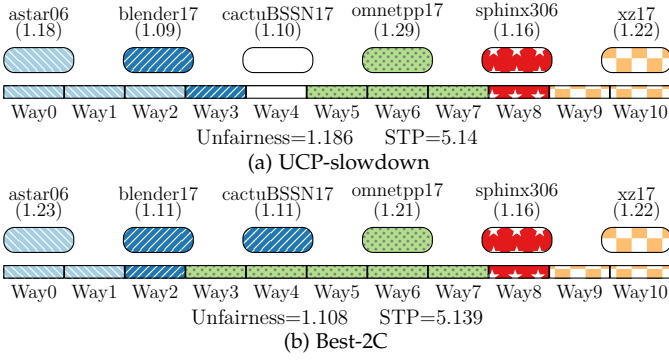 astar06 blender17 cactuBSSN17 omnetpp17 sphinx306 xz17
(1.18) (1.09) (1.10) (1.29) (1.16) (1.22)
Way0 Way1 Way2 Way3 Way4 Way5 Way6 Way7 Way8 Way9 Way10
Unfairness=1.186 STP=5.14
(a) UCP-slowdown
astar06 blender17 cactuBSSN17 omnetpp17 sphinx306 xz17
(1.23) (1.11) (1.11) (1.21) (1.16) (1.22)
Way0 Way1 Way2 Way3 Way4 Way5 Way6 Way7 Way8 Way9 Way10
Unfairness=1.108 STP=5.139
(b) Best-2C